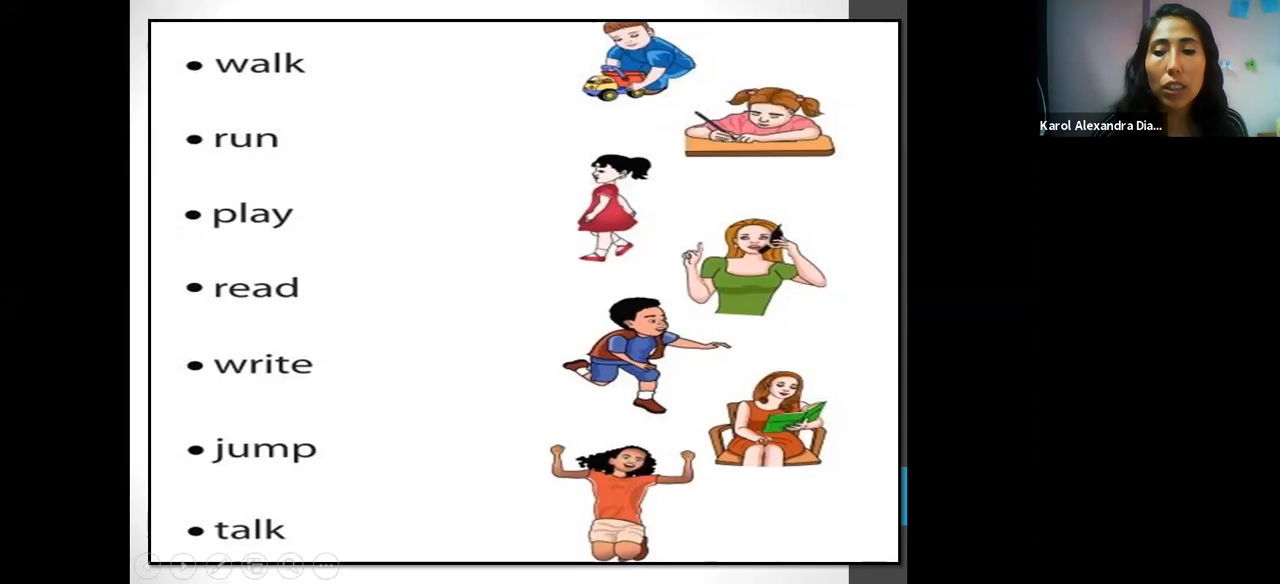 walk
run
play
read
write
jump
talk
Karol Alexandra Dia...